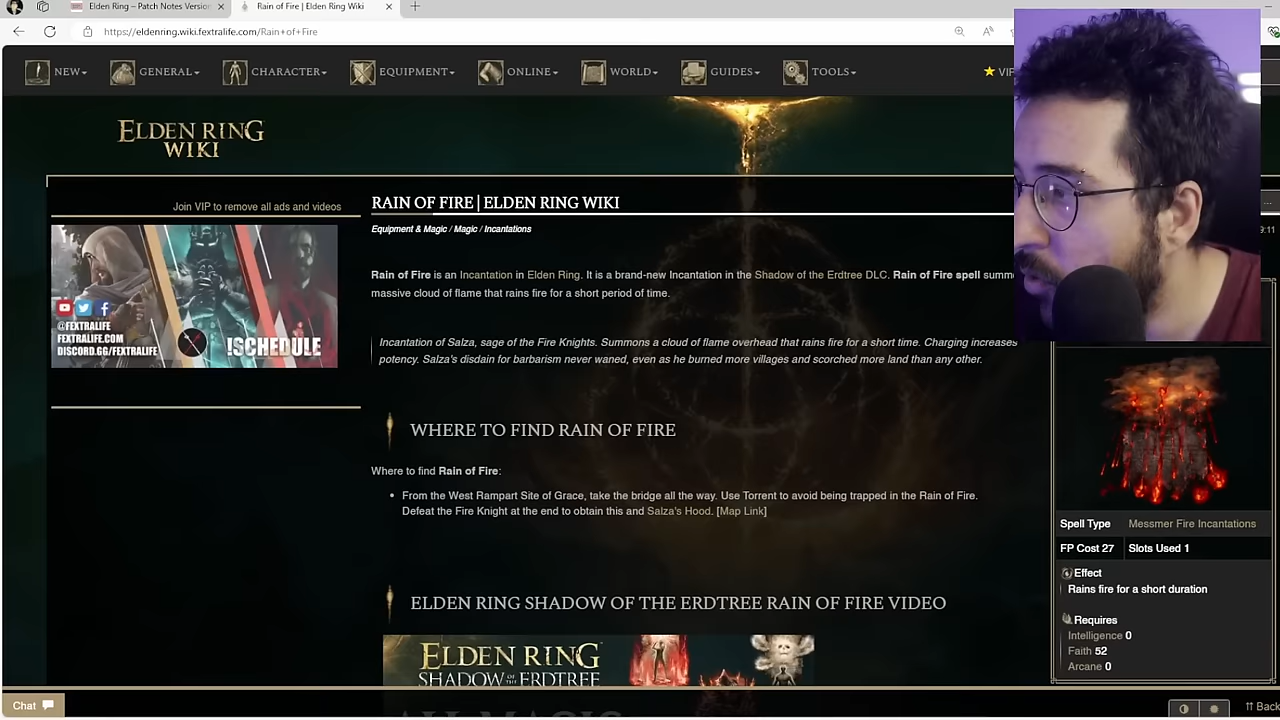 Elden Ring – Patch Notes Version
Rain of Fire | Elden Ring Wiki
https://eldenring.wiki.fextralife.com/Rain+of+Fire
NEW
GENERAL
CHARACTER
EQUIPMENT
ONLINE
WORLD
GUIDES
TOOLS
VIP
ELDEN RING
WIKI
Join VIP to remove all ads and videos
@FEXTRALIFE
FEXTRALIFE.COM
DISCORD.GG/FEXTRALIFE
!SCHEDULE
RAIN OF FIRE | ELDEN RING WIKI
Equipment & Magic / Magic / Incantations
Rain of Fire is an Incantation in Elden Ring. It is a brand-new Incantation in the Shadow of the Erdtree DLC. Rain of Fire spell summ
massive cloud of flame that rains fire for a short period of time.
Incantation of Salza, sage of the Fire Knights. Summons a cloud of flame overhead that rains fire for a short time. Charging increases
potency. Salza's disdain for barbarism never waned, even as he burned more villages and scorched more land than any other.
WHERE TO FIND RAIN OF FIRE
Where to find Rain of Fire:
• From the West Rampart Site of Grace, take the bridge all the way. Use Torrent to avoid being trapped in the Rain of Fire.
Defeat the Fire Knight at the end to obtain this and Salza's Hood. [Map Link]
ELDEN RING SHADOW OF THE ERDTREE RAIN OF FIRE VIDEO
ELDEN RING
SHADOW OF THE ERDTREE
ALL MAGIC
Spell Type Messmer Fire Incantations
FP Cost 27 Slots Used 1
Effect
Rains fire for a short duration
Requires
Intelligence 0
Faith 52
Arcane 0
Chat
Back